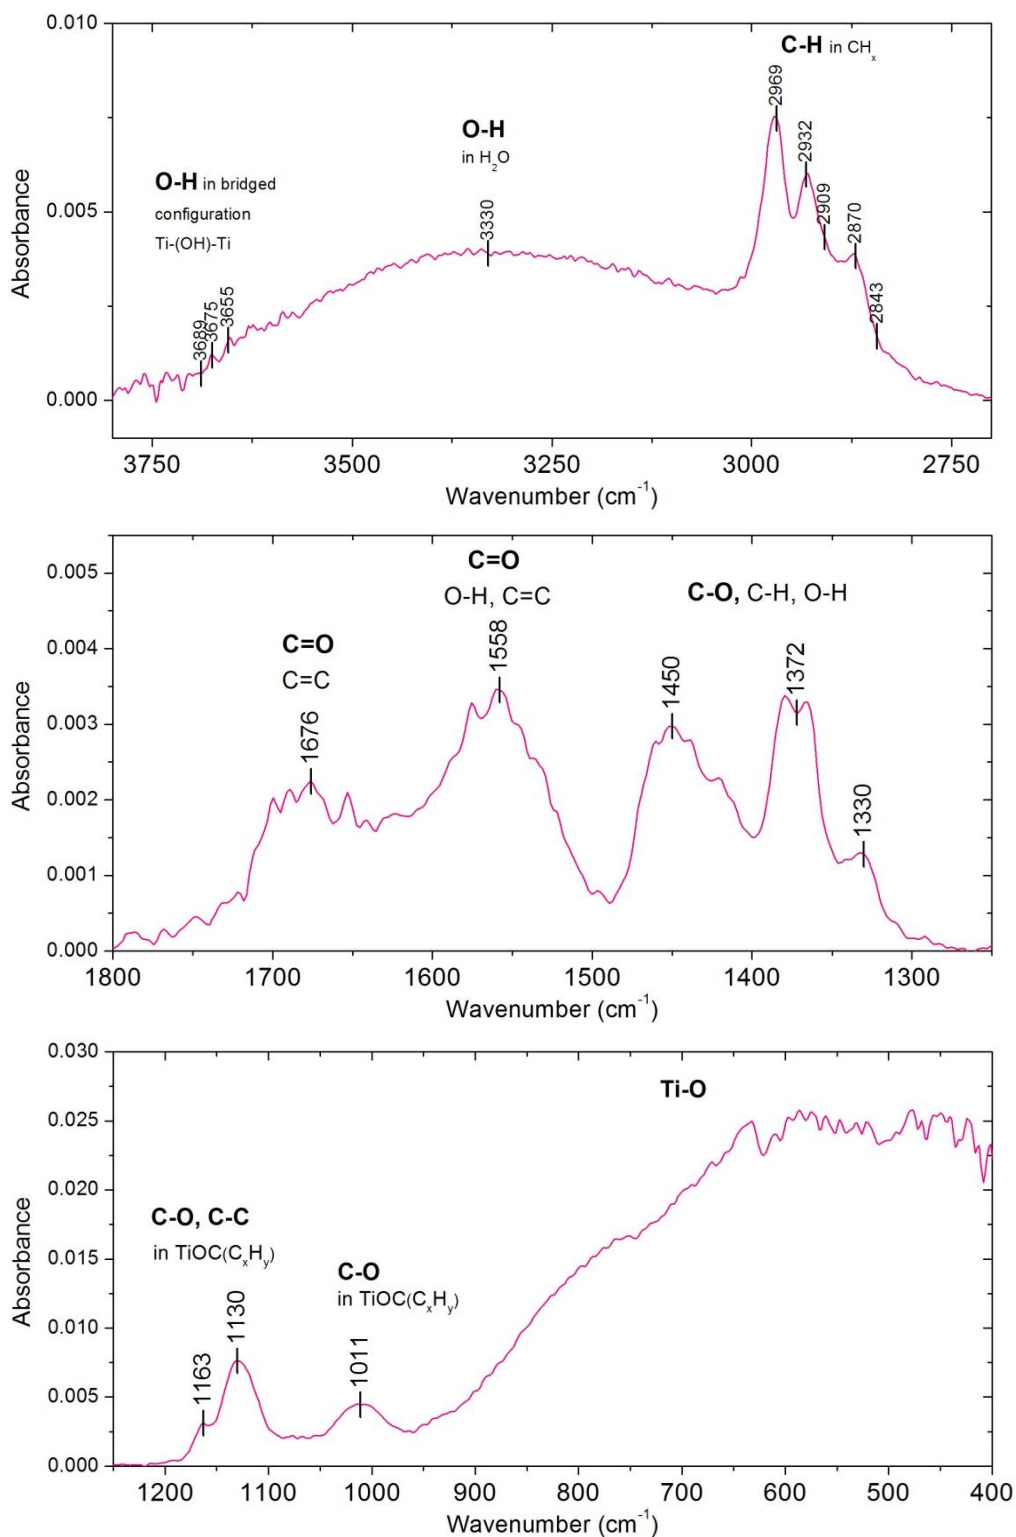 0.010
C-H in CHₓ
2969
2932
2909
2870
2843
O-H
in H₂O
3330
O-H in bridged
configuration
Ti-(OH)-Ti
3689
3675
3655
0.005
0.000
Absorbance
3750 3500 3250 3000 2750
Wavenumber (cm⁻¹)
C=O
O-H, C=C
1558
C=O
C=C
1676
C-O, C-H, O-H
1450
1372
1330
0.005
0.004
0.003
0.002
0.001
0.000
Absorbance
1800 1700 1600 1500 1400 1300
Wavenumber (cm⁻¹)
0.030
0.025
0.020
0.015
0.010
0.005
0.000
Absorbance
Ti-O
C-O, C-C
in TiOC(CₓHᵧ)
1163
1130
C-O
in TiOC(CₓHᵧ)
1011
1200 1100 1000 900 800 700 600 500 400
Wavenumber (cm⁻¹)